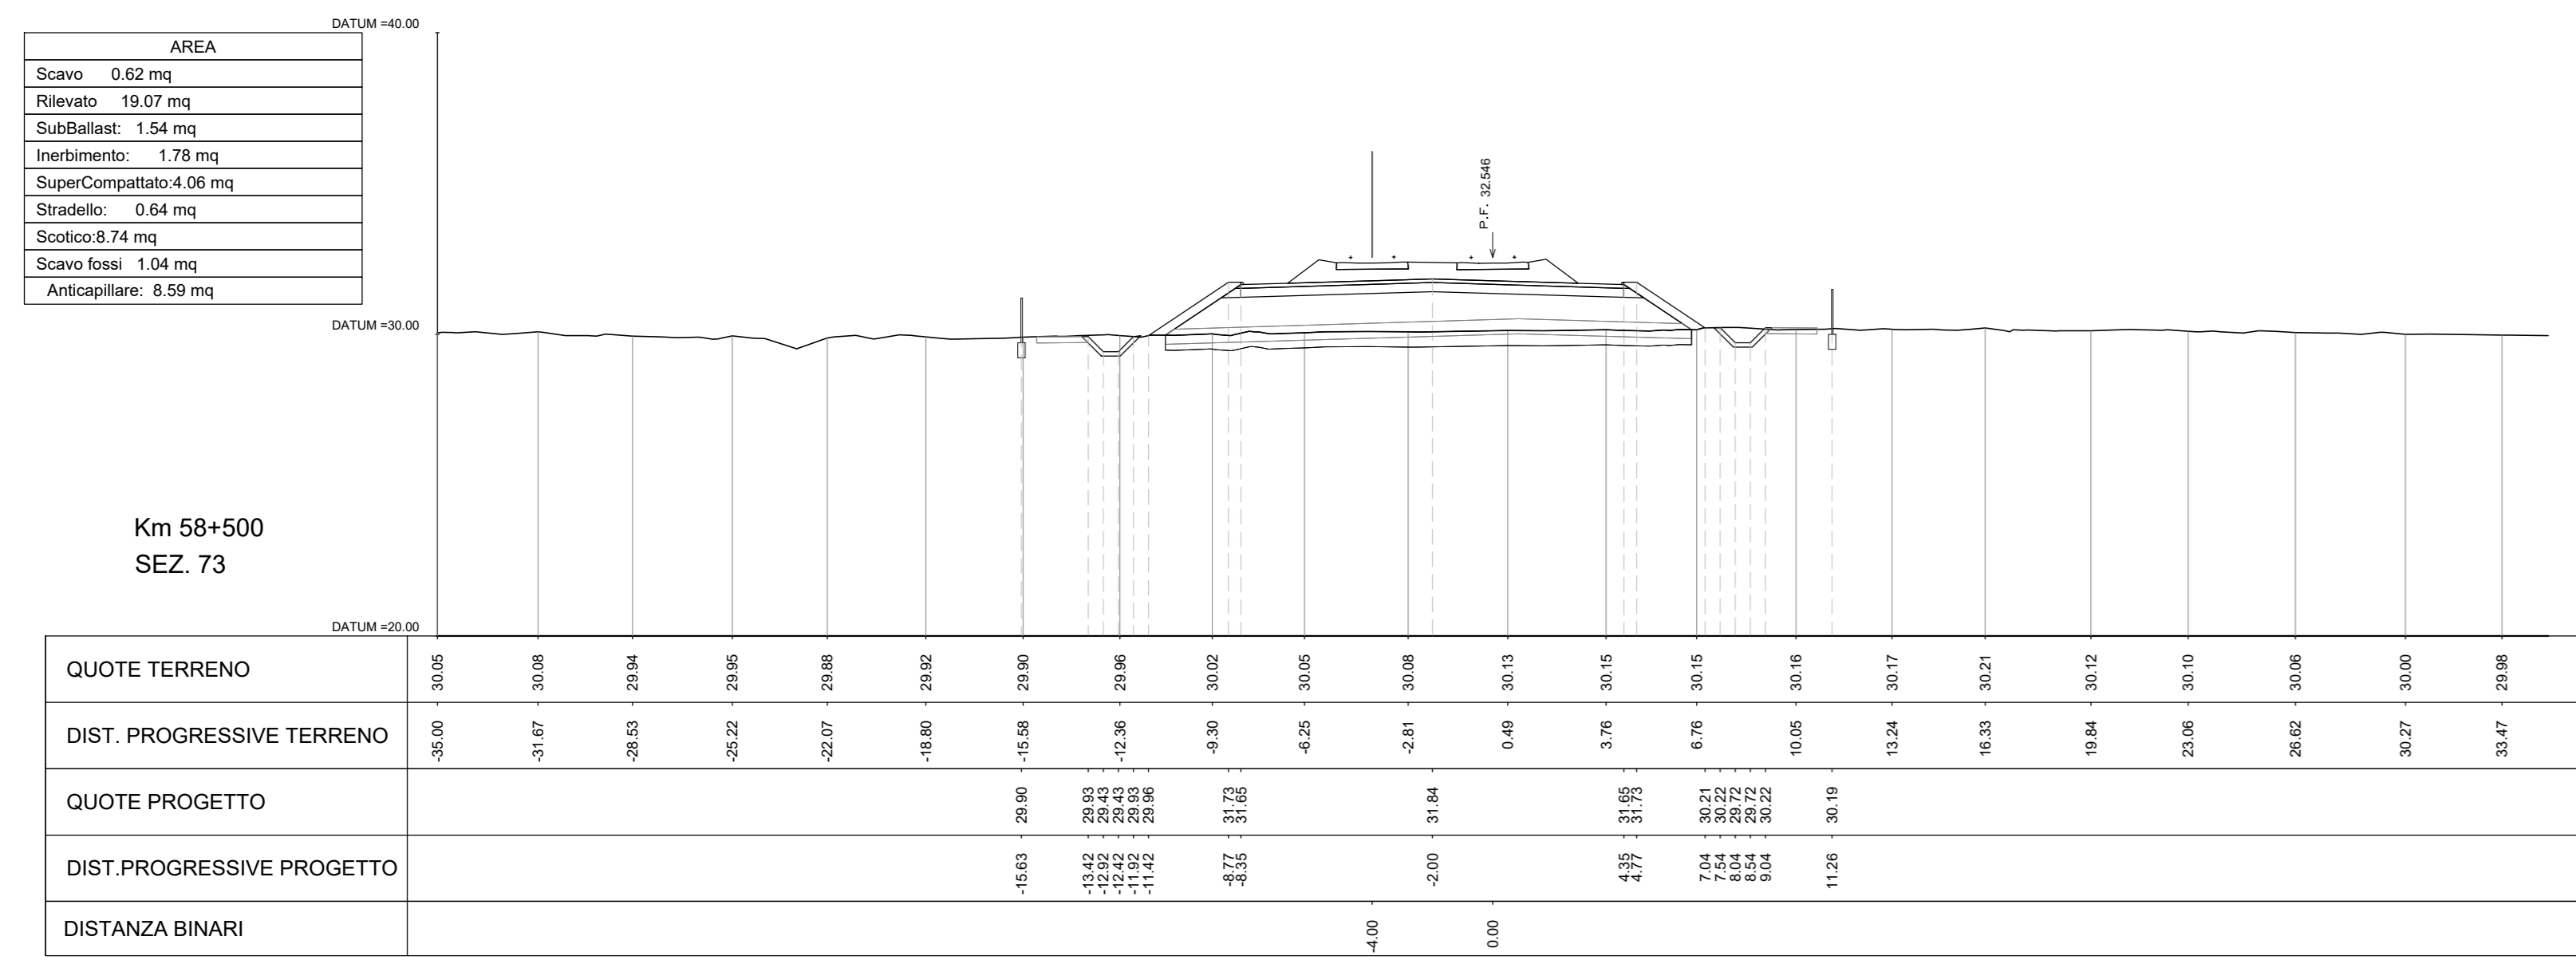 DATUM =40.00
AREA
Scavo 0.62 mq
Rilevato 19.07 mq
SubBallast: 1.54 mq
Inerbimento: 1.78 mq
SuperCompattato:4.06 mq
Stradello: 0.64 mq
Scotico:8.74 mq
Scavo fossi 1.04 mq
Anticapillare: 8.59 mq
P.F. 32.546
DATUM =30.00
Km 58+500
SEZ. 73
DATUM =20.00
QUOTE TERRENO 30.05 30.08 29.94 29.95 29.88 29.92 29.90 29.96 30.02 30.05 30.08 30.13 30.15 30.15 30.16 30.17 30.21 30.12 30.10 30.06 30.00 29.98
DIST. PROGRESSIVE TERRENO -35.00 -31.67 -28.53 -25.22 -22.07 -18.80 -15.58 -12.36 -9.30 -6.25 -2.81 0.49 3.76 6.76 10.05 13.24 16.33 19.84 23.06 26.62 30.27 33.47
QUOTE PROGETTO 29.90 29.93 29.43 29.43 29.93 29.96 31.73 31.65 31.84 31.65 31.73 30.21 30.22 29.72 29.72 30.22 30.19
DIST.PROGRESSIVE PROGETTO -15.63 -13.42 -12.92 -12.42 -11.92 -11.42 -8.77 -8.35 -2.00 4.35 4.77 7.04 7.54 8.04 8.54 9.04 11.26
DISTANZA BINARI -4.00 0.00